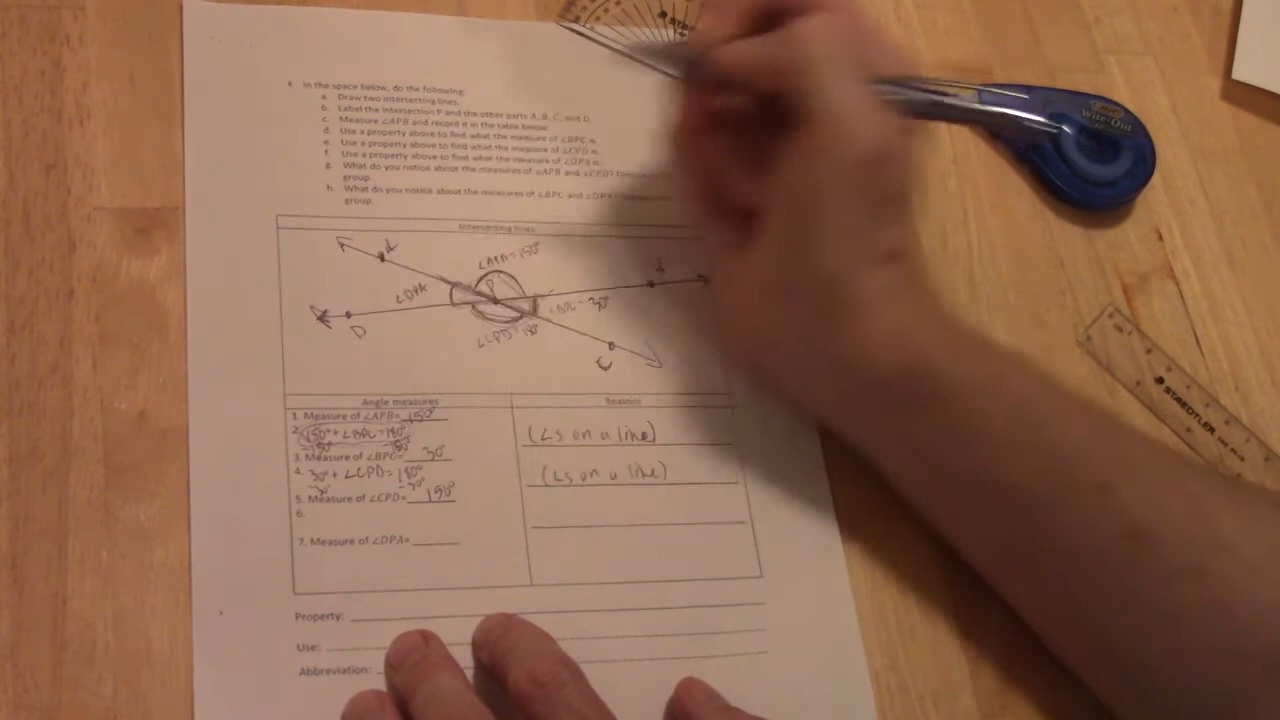 In the space below, do the following:
a. Draw two intersecting lines.
b. Label the intersection P and the other parts A, B, C, and D.
c. Measure ∠APB and record it in the table below.
d. Use a property above to find what the measure of ∠BPC is.
e. Use a property above to find what the measure of ∠CPD is.
f. Use a property above to find what the measure of ∠DPA is.
g. What do you notice about the measures of ∠APB and ∠CPD?
group.
h. What do you notice about the measures of ∠BPC and ∠DPA
group.
Intersecting lines
A
∠APB=150°
∠DPA
P
∠BPC=30°
D
C
Angle measures
Reasons
1. Measure of ∠APB=150°
2. 150°+∠BPC=180°
-150°
(∠s on a line)
3. Measure of ∠BPC=30°
4. 30°+∠CPD=180°
-30° -30°
(∠s on a line)
5. Measure of ∠CPD=150°
6.
7. Measure of ∠DPA=
Property:
Use:
Abbreviation:
Wite-Out
STAEDTLER